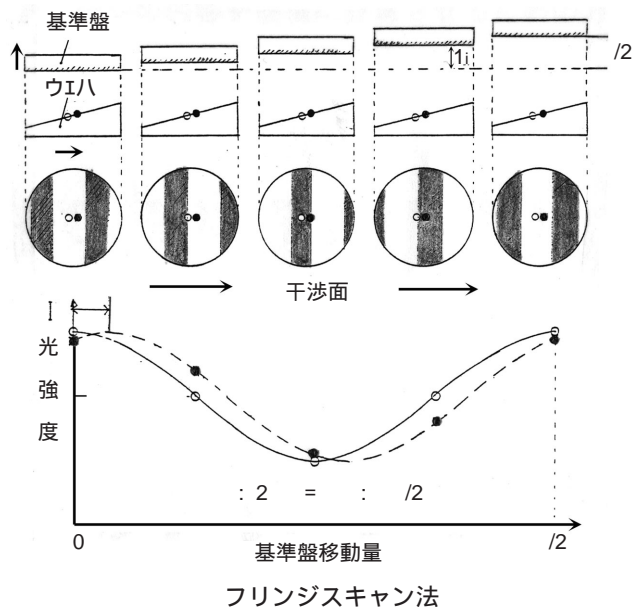 基準盤
ウェハ
1i
/2
干渉面
I
光
強
度
: 2 = : /2
0
基準盤移動量
/2
フリンジスキャン法